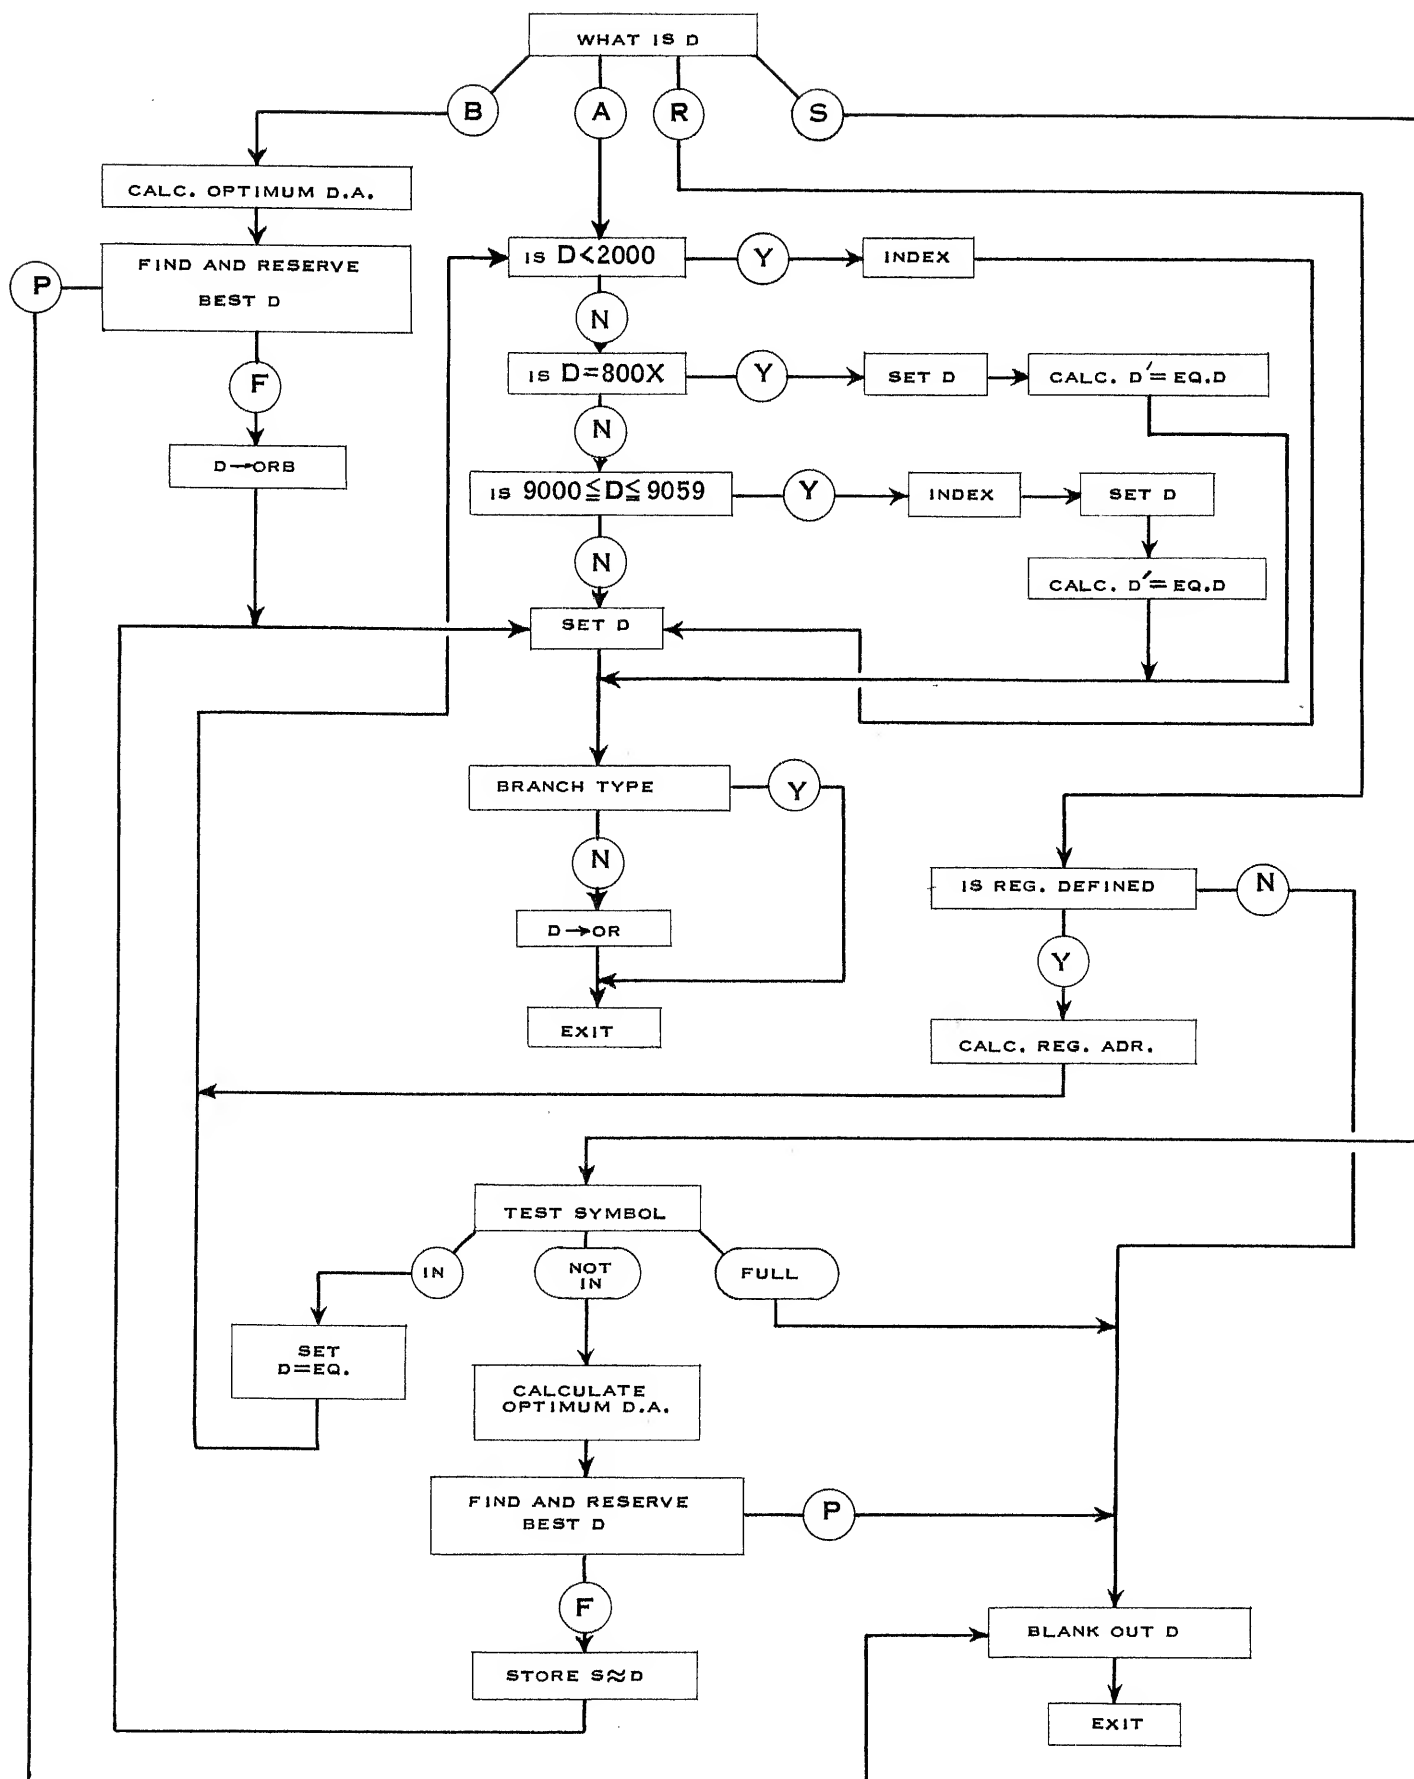 WHAT IS D
B
A
R
S
CALC. OPTIMUM D.A.
FIND AND RESERVE
BEST D
P
F
D→ORB
IS D<2000
Y
INDEX
N
IS D=800X
Y
SET D
CALC. D′=EQ.D
N
IS 9000≦D≦9059
Y
INDEX
SET D
N
CALC. D′=EQ.D
SET D
BRANCH TYPE
Y
N
D→OR
EXIT
IS REG. DEFINED
N
Y
CALC. REG. ADR.
TEST SYMBOL
IN
NOT
IN
FULL
SET
D=EQ.
CALCULATE
OPTIMUM D.A.
FIND AND RESERVE
BEST D
P
F
STORE S≈D
BLANK OUT D
EXIT